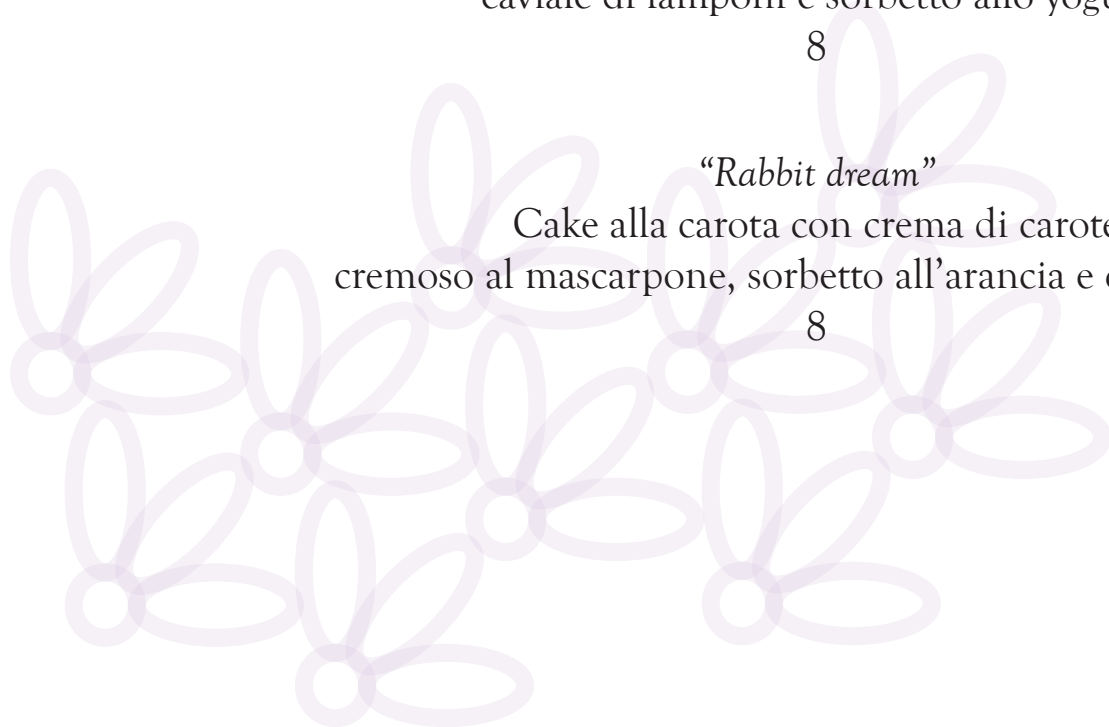 caviale di lamponi e sorbetto allo
8
“Rabbit dream”
Cake alla carota con crema di carote
cremoso al mascarpone, sorbetto all’arancia e
8